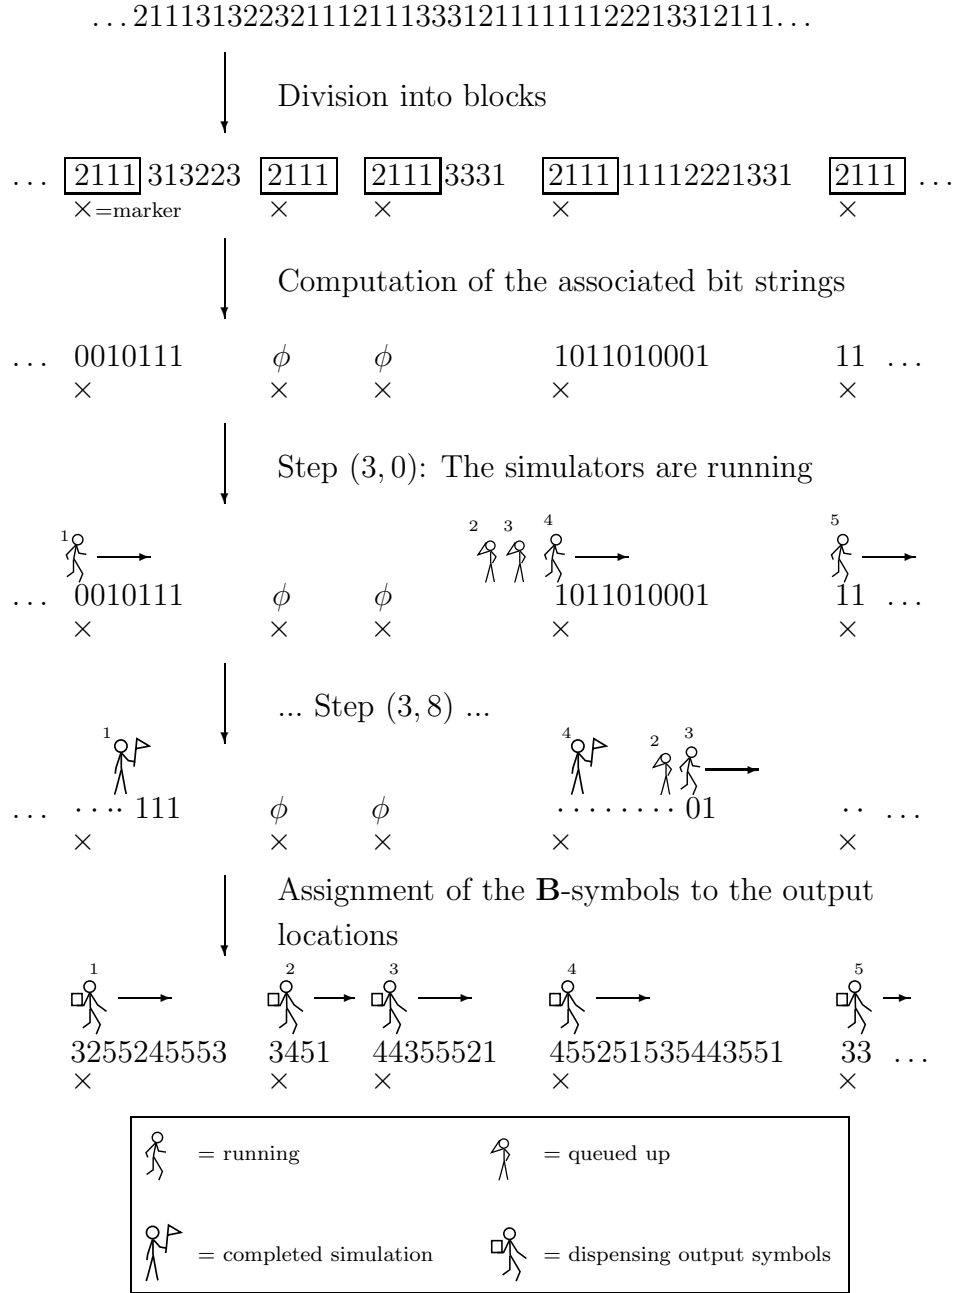 ...21113132232111211133312111111122213312111...
Division into blocks
... 2111 313223 2111 2111 3331 2111 11112221331 2111 ...
×=marker × × × ×
Computation of the associated bit strings
... 0010111 ϕ ϕ 1011010001 11 ...
× × × × ×
Step (3, 0): The simulators are running
1 2 3 4 5
... 0010111 ϕ ϕ 1011010001 11 ...
× × × × ×
... Step (3, 8) ...
1 4 2 3
... ···· 111 ϕ ϕ ········ 01 ·· ...
× × × × ×
Assignment of the B-symbols to the output
locations
1 2 3 4 5
3255245553 3451 44355521 455251535443551 33 ...
× × × × ×
= running = queued up
= completed simulation = dispensing output symbols